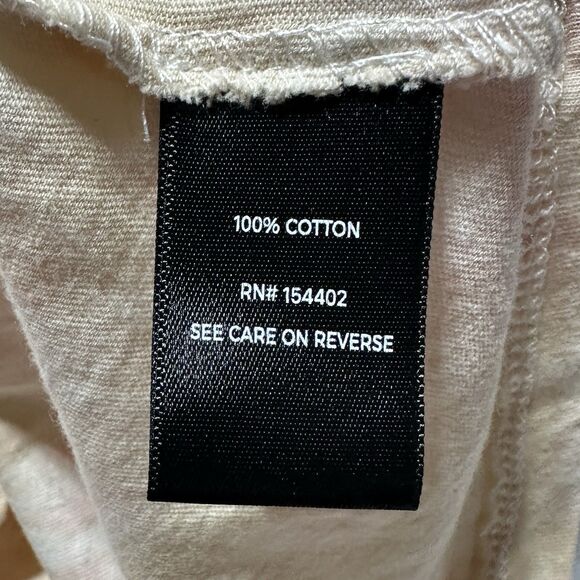 100% COTTON
RN# 154402
SEE CARE ON REVERSE